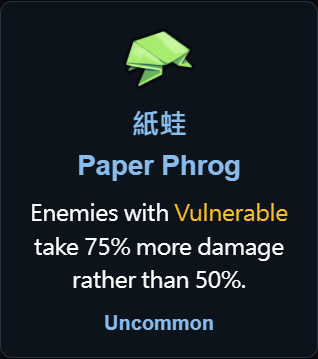 紙蛙
Paper Phrog
Enemies with Vulnerable
take 75% more damage
rather than 50%.
Uncommon